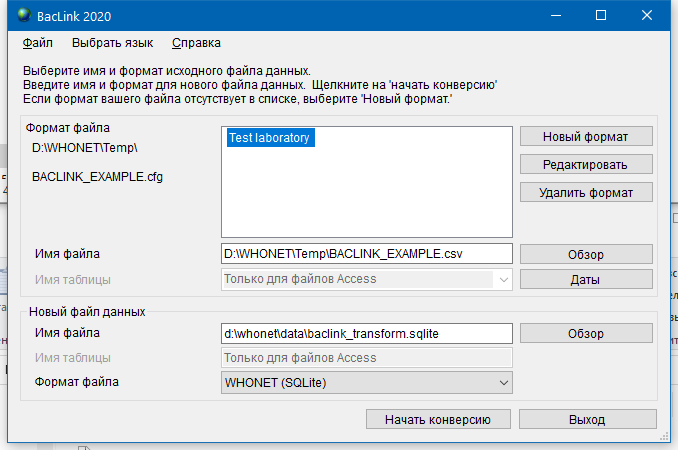 BacLink 2020
Файл Выбрать язык Справка
Выберите имя и формат исходного файла данных.
Введите имя и формат для нового файла данных. Щелкните на 'начать конверсию'
Если формат вашего файла отсутствует в списке, выберите 'Новый формат.'
Формат файла
D:\WHONET\Temp\
BACLINK_EXAMPLE.cfg
Test laboratory
Новый формат
Редактировать
Удалить формат
Имя файла D:\WHONET\Temp\BACLINK_EXAMPLE.csv Обзор
Имя таблицы Только для файлов Access Даты
Новый файл данных
Имя файла d:\whonet\data\baclink_transform.sqlite Обзор
Имя таблицы Только для файлов Access
Формат файла WHONET (SQLite)
Начать конверсию Выход